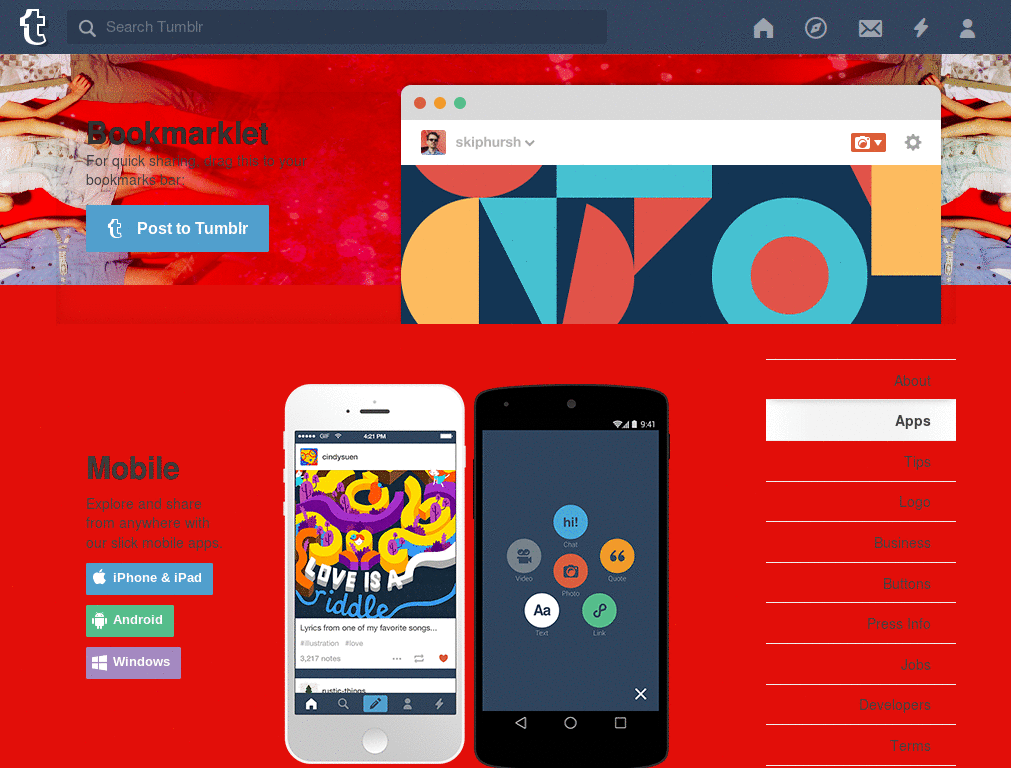 Search Tumblr
Bookmarklet
For quick sharing, drag this to your
bookmarks bar:
Post to Tumblr
skiphursh
Mobile
Explore and share
from anywhere with
our slick mobile apps.
iPhone & iPad
Android
Windows
GIF 4:21 PM
cindysuen
LOVE IS A
riddle
Lyrics from one of my favorite songs...
#illustration #love
3,217 notes
rustic-things
9:41
hi!
Chat
Video
Quote
Photo
Aa
Text
Link
About
Apps
Tips
Logo
Business
Buttons
Press Info
Jobs
Developers
Terms